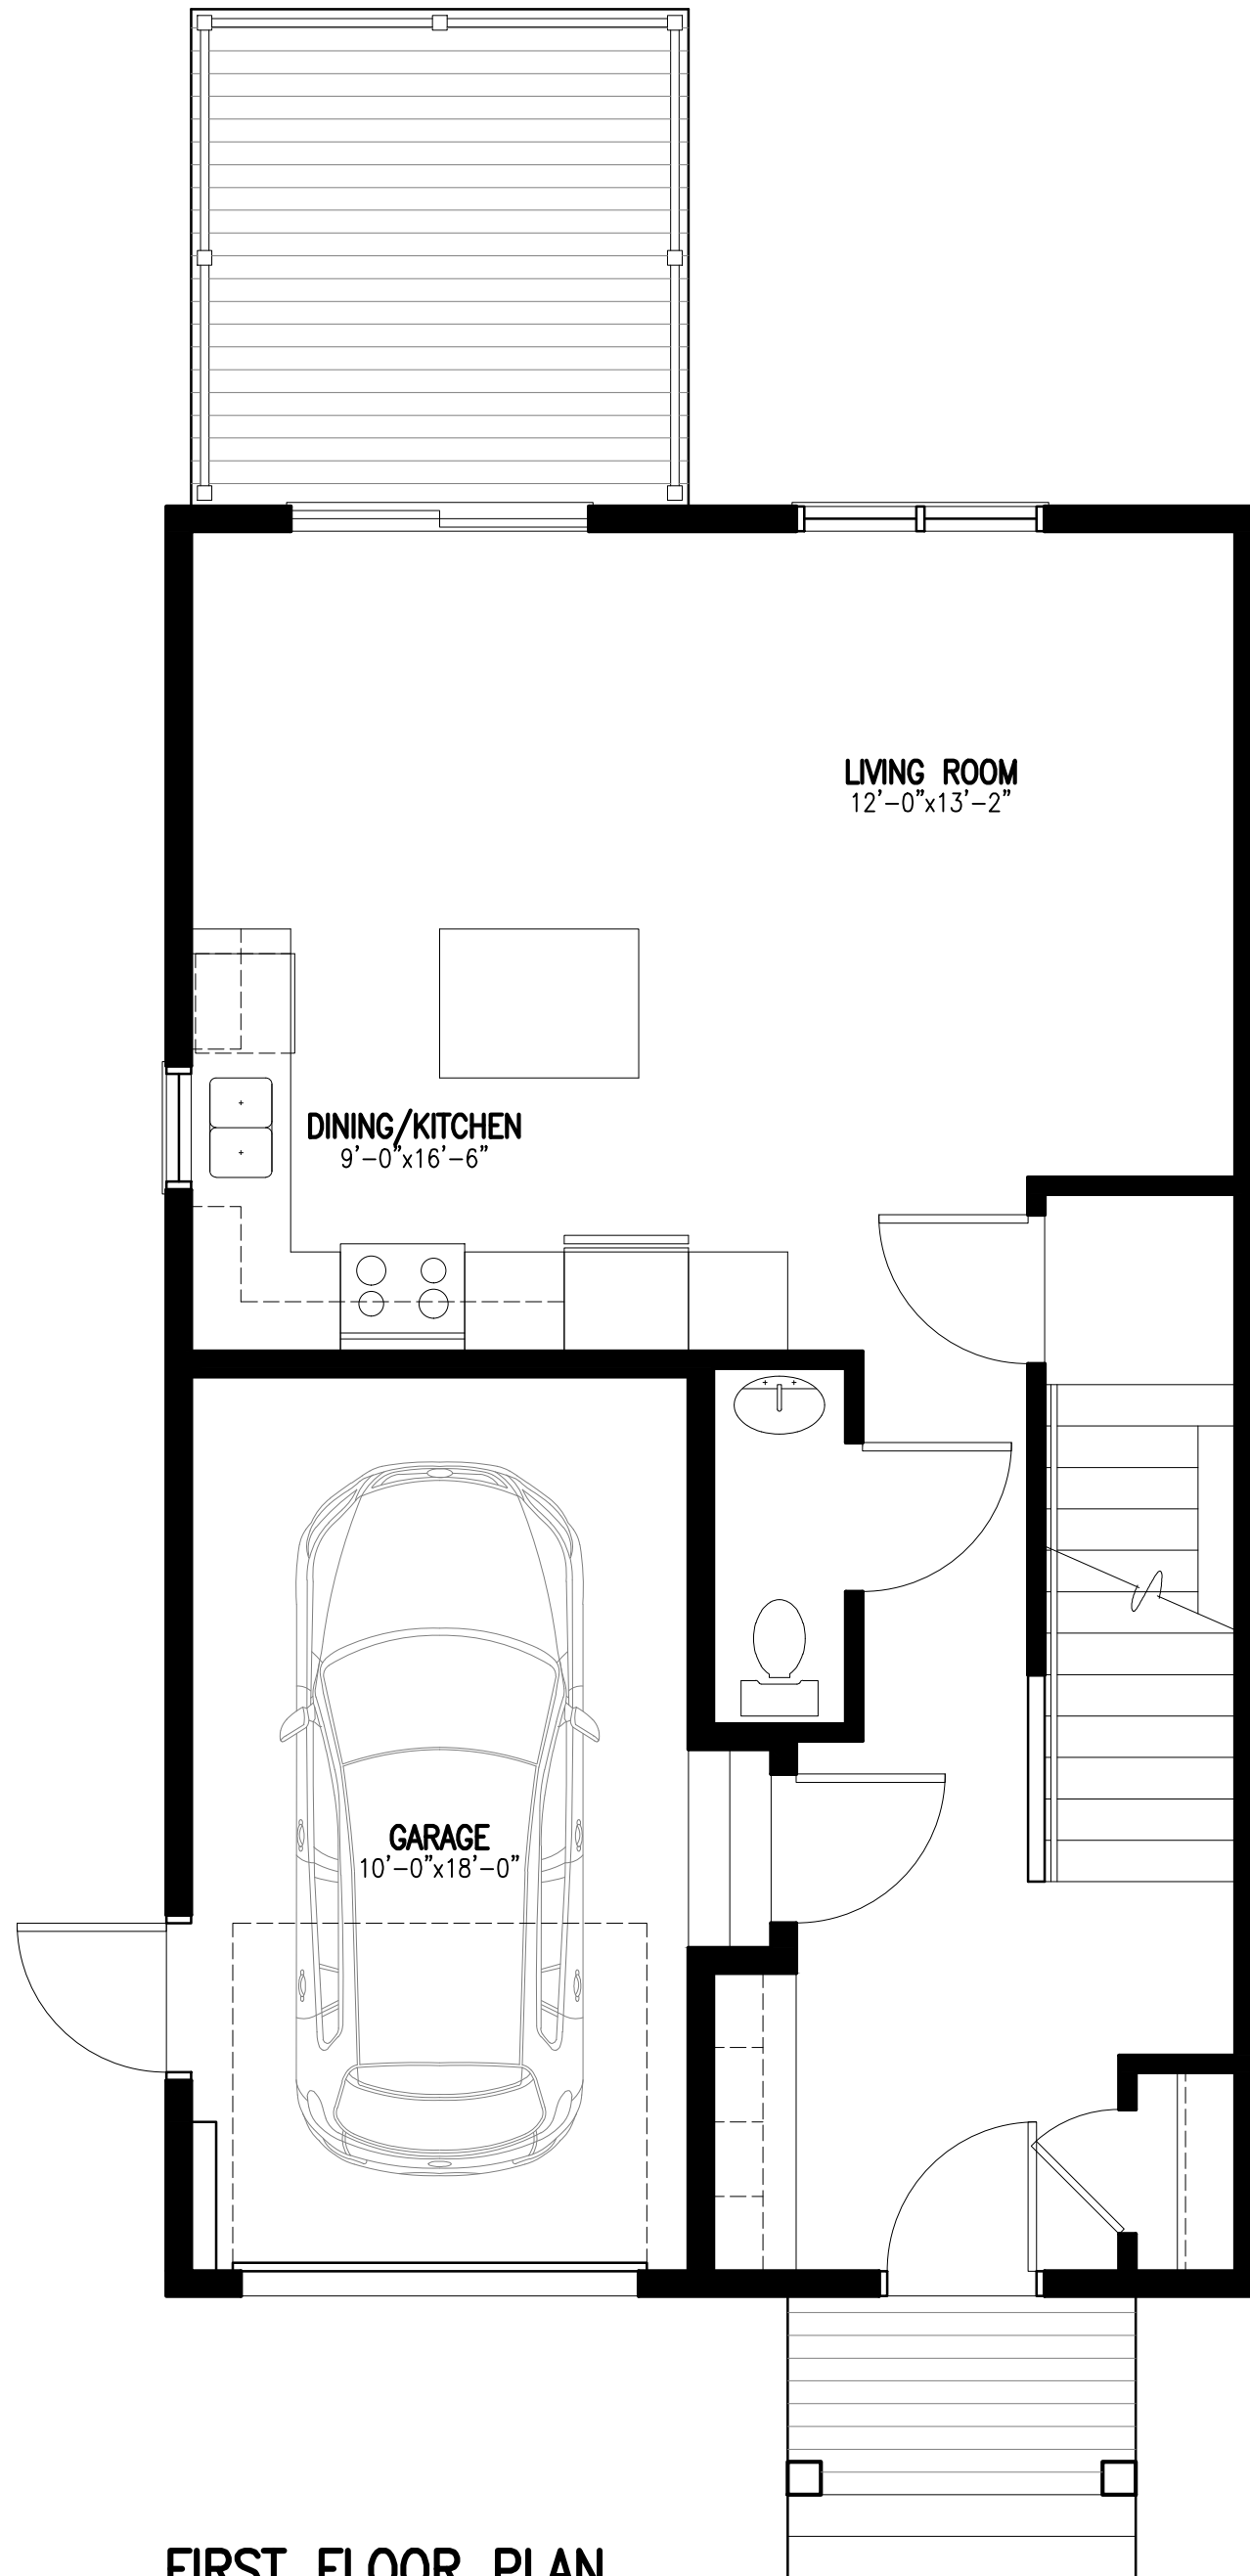 LIVING ROOM
12'-0"x13'-2"
DINING/KITCHEN
9'-0"x16'-6"
GARAGE
10'-0"x18'-0"
FIRST FLOOR PLAN